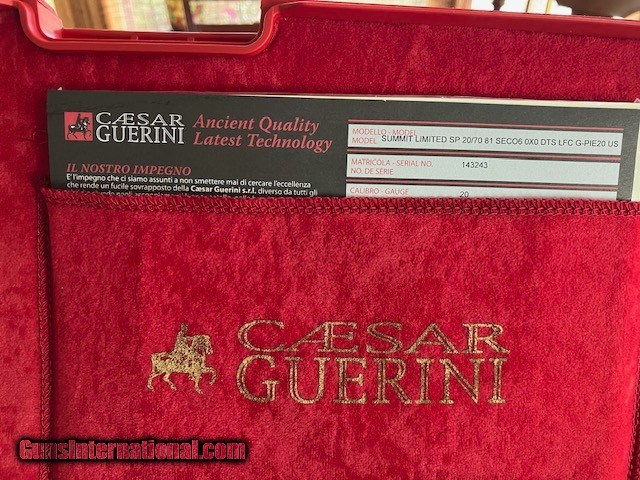 CÆSAR
GUERINI
Ancient Quality
Latest Technology
IL NOSTRO IMPEGNO
E' l'impegno che ci siamo assunti a non smettere mai di cercare l'eccellenza
che rende un fucile sovrapposto della Cæsar Guerini s.r.l. diverso da tutti gli
MODELLO - MODEL
MODEL SUMMIT LIMITED SP 20/70 81 SECO6 0X0 DTS LFC G-PIE20 US
MATRICOLA - SERIAL NO. 143243
NO. DE SÉRIE
CALIBRO - GAUGE 20
CÆSAR
GUERINI
GunsInternational.com